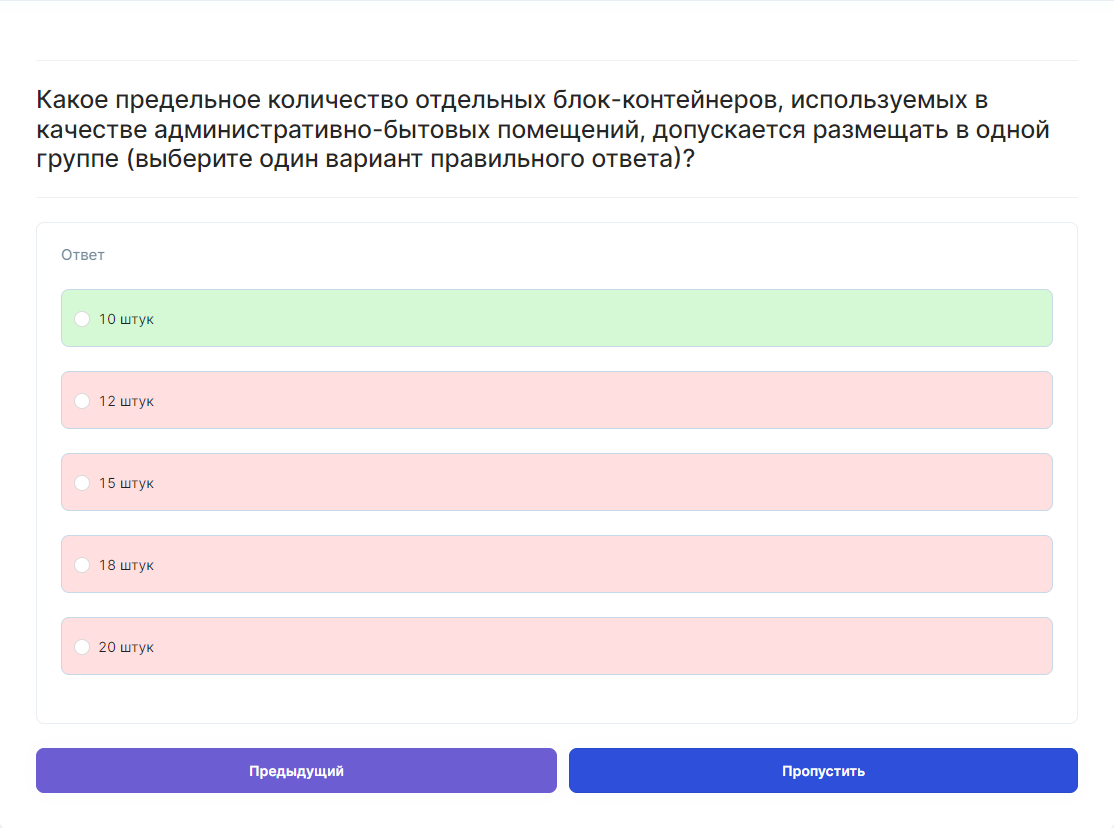 Какое предельное количество отдельных блок-контейнеров, используемых в
качестве административно-бытовых помещений, допускается размещать в одной
группе (выберите один вариант правильного ответа)?
Ответ
10 штук
12 штук
15 штук
18 штук
20 штук
Предыдущий
Пропустить